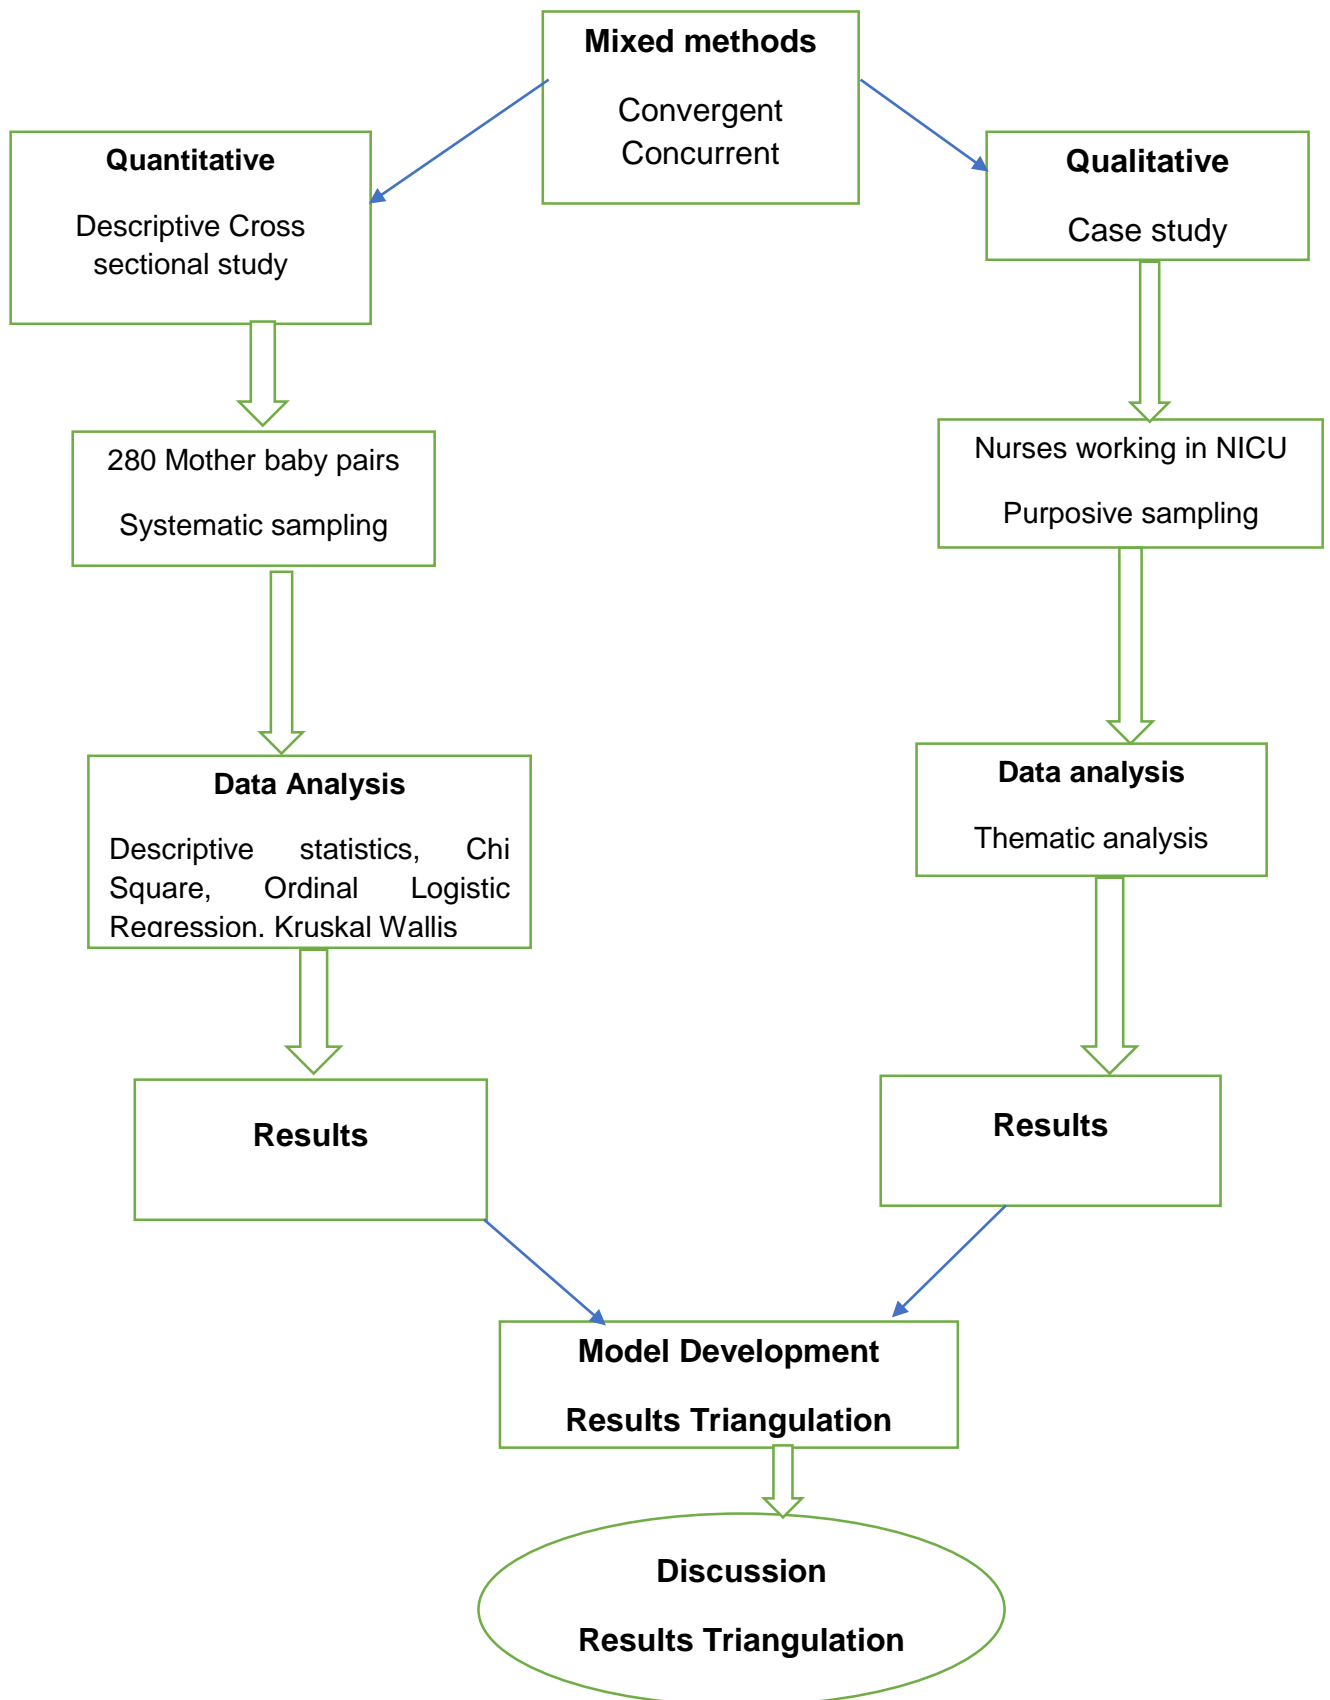 Mixed methods
Convergent
Concurrent
Quantitative
Descriptive Cross
sectional study
Qualitative
Case study
280 Mother baby pairs
Systematic sampling
Nurses working in NICU
Purposive sampling
Data Analysis
Descriptive statistics, Chi
Square, Ordinal Logistic
Regression. Kruskal Wallis
Data analysis
Thematic analysis
Results
Results
Model Development
Results Triangulation
Discussion
Results Triangulation